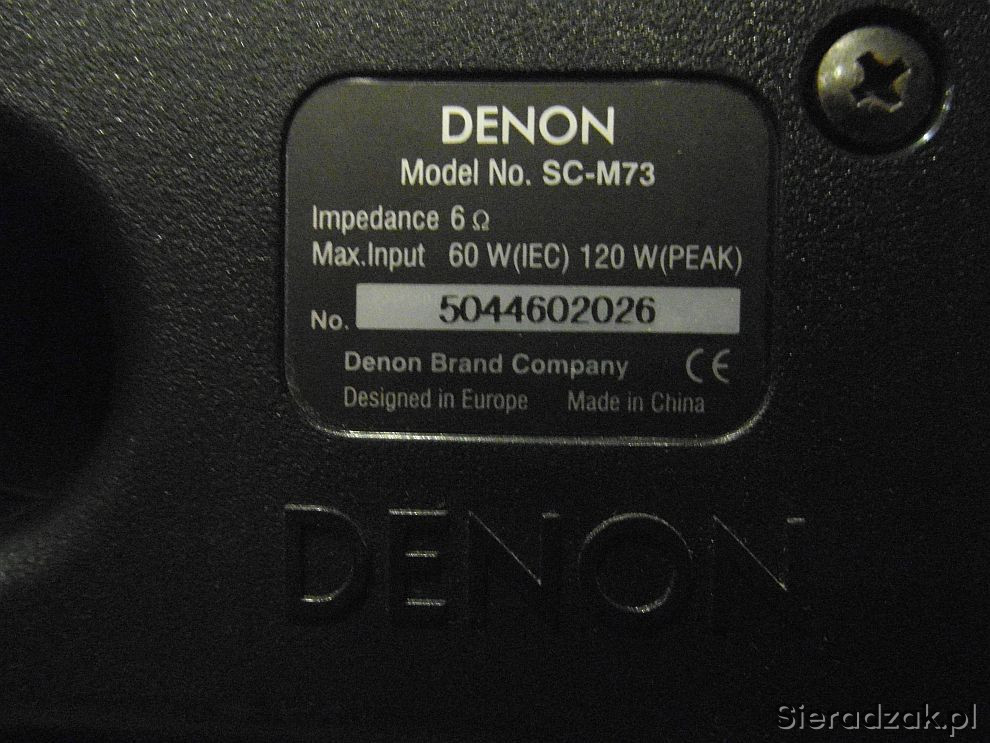 DENON
Model No. SC-M73
Impedance 6 Ω
Max.Input 60 W(IEC) 120 W(PEAK)
No. 5044602026
Denon Brand Company CE
Designed in Europe Made in China
DENON
Sieradzak.pl